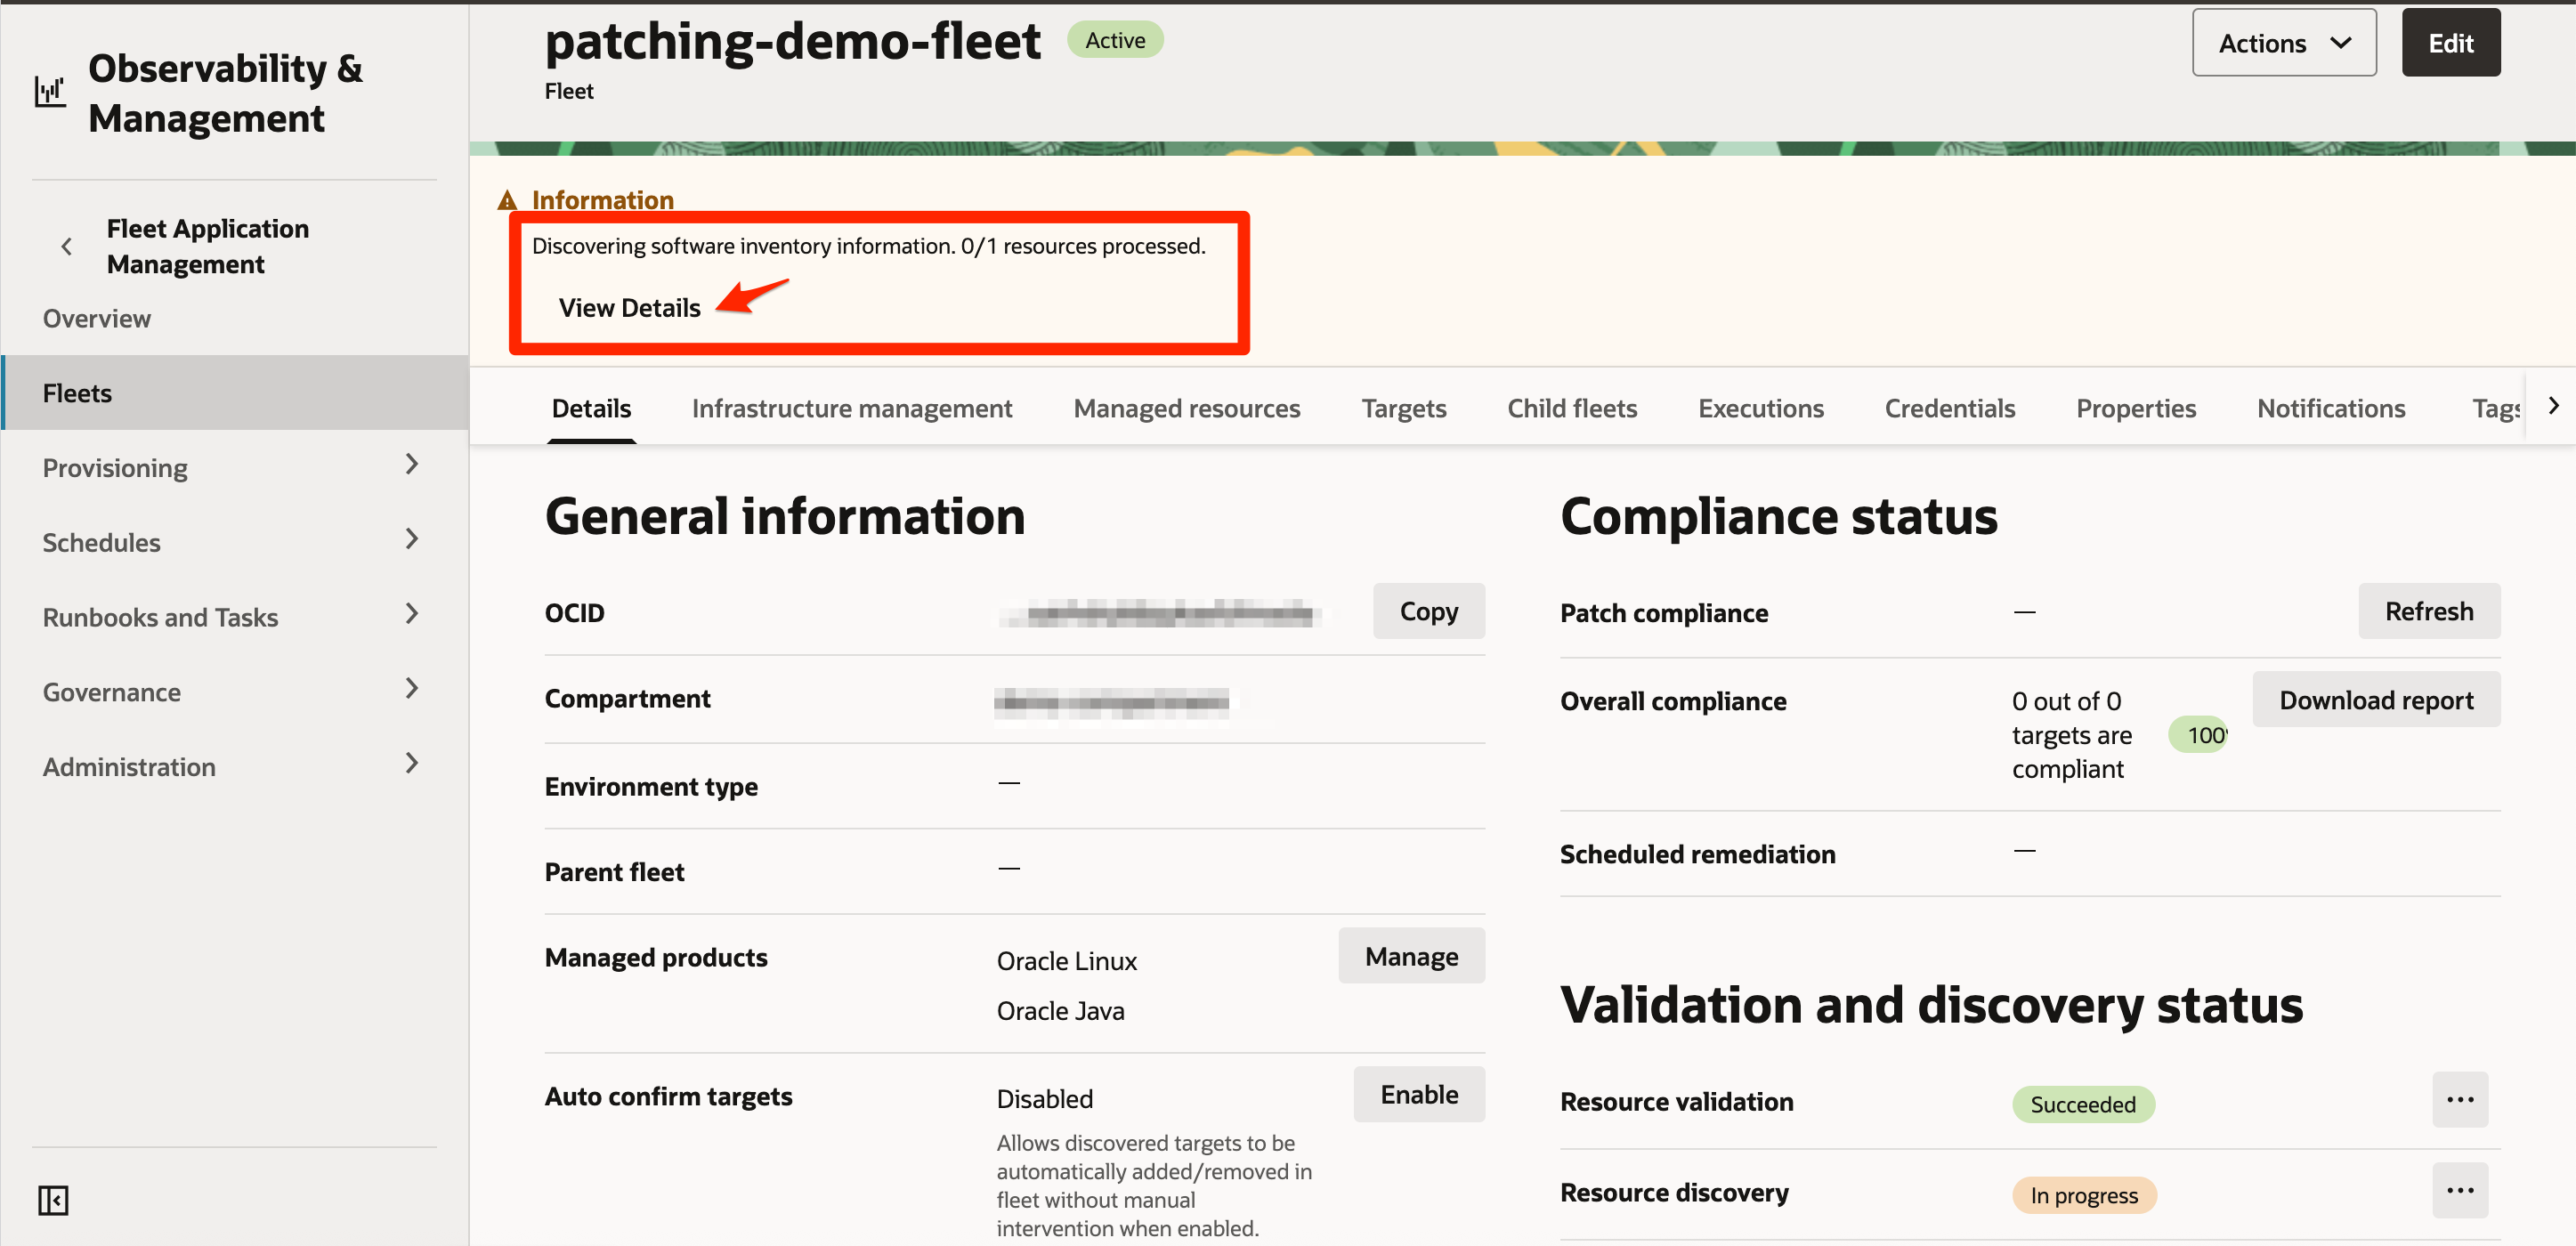 Observability &
Management
Fleet Application
Management
Overview
Fleets
Provisioning
Schedules
Runbooks and Tasks
Governance
Administration
patching-demo-fleet
Active
Fleet
Actions
Edit
Information
Discovering software inventory information. 0/1 resources processed.
View Details
Details
Infrastructure management
Managed resources
Targets
Child fleets
Executions
Credentials
Properties
Notifications
Tags
General information
OCID
Copy
Compartment
Environment type
—
Parent fleet
—
Managed products
Oracle Linux
Oracle Java
Manage
Auto confirm targets
Disabled
Enable
Allows discovered targets to be
automatically added/removed in
fleet without manual
intervention when enabled.
Compliance status
Patch compliance
—
Refresh
Overall compliance
0 out of 0
targets are
compliant
100
Download report
Scheduled remediation
—
Validation and discovery status
Resource validation
Succeeded
Resource discovery
In progress